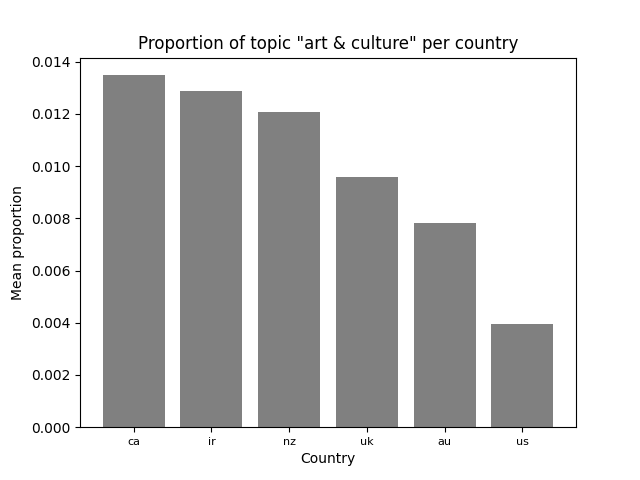 Proportion of topic "art & culture" per country
Mean proportion
0.014
0.012
0.010
0.008
0.006
0.004
0.002
0.000
ca ir nz uk au us
Country